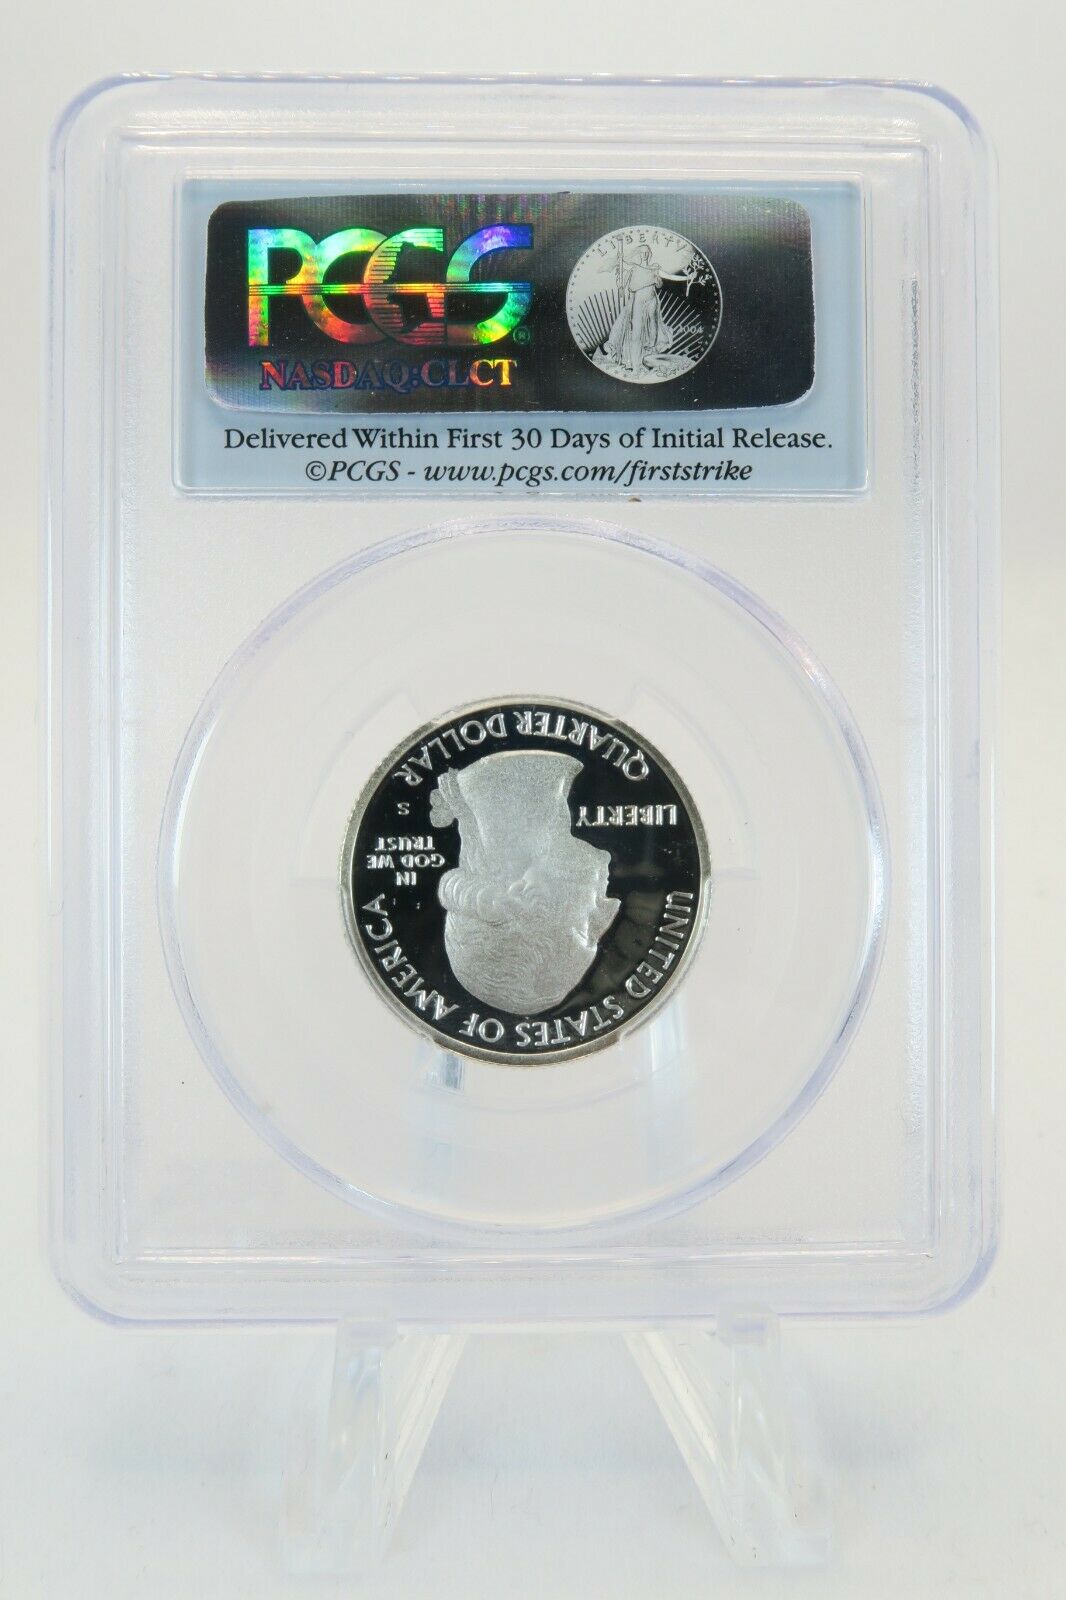 PCGS
®
NASDAQ:CLCT
LIBERTY
2004
Delivered Within First 30 Days of Initial Release.
©PCGS - www.pcgs.com/firststrike
UNITED STATES OF AMERICA
LIBERTY
IN
GOD WE
TRUST
S
QUARTER DOLLAR